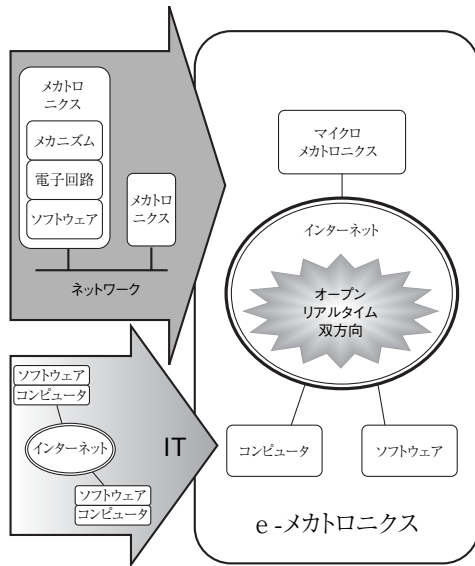 メカトロ
ニクス
メカニズム
電子回路
ソフトウェア
メカトロ
ニクス
ネットワーク
ソフトウェア
コンピュータ
インターネット
ソフトウェア
コンピュータ
IT
マイクロ
メカトロニクス
インターネット
オープン
リアルタイム
双方向
コンピュータ
ソフトウェア
e-メカトロニクス